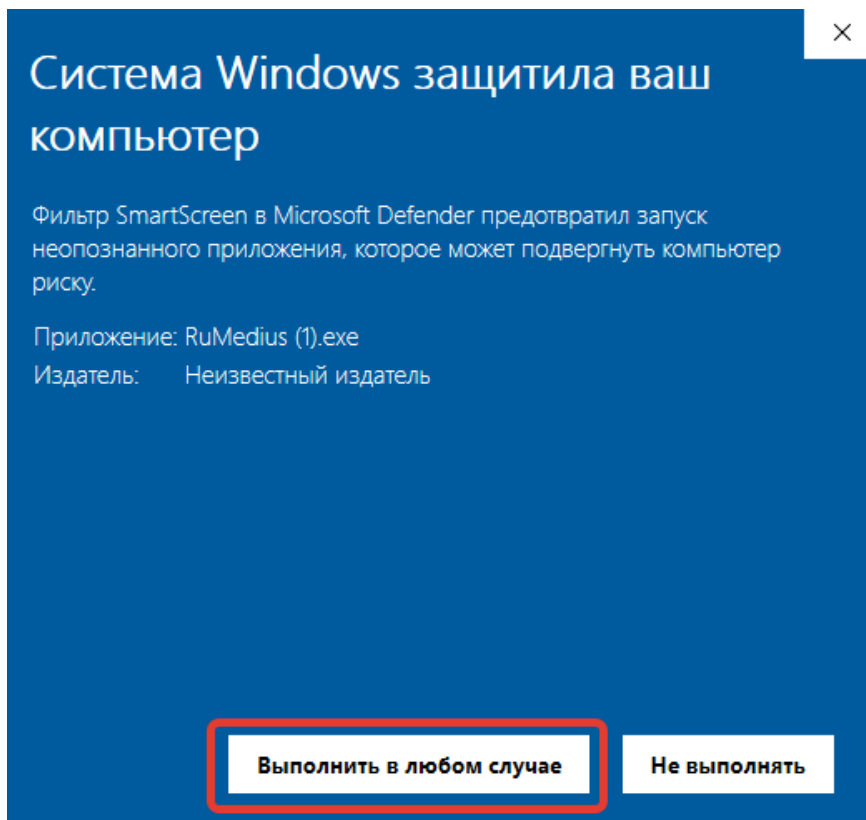 Система Windows защитила ваш
компьютер
Фильтр SmartScreen в Microsoft Defender предотвратил запуск
неопознанного приложения, которое может подвергнуть компьютер
риску.
Приложение: RuMedius (1).exe
Издатель: Неизвестный издатель
Выполнить в любом случае Не выполнять